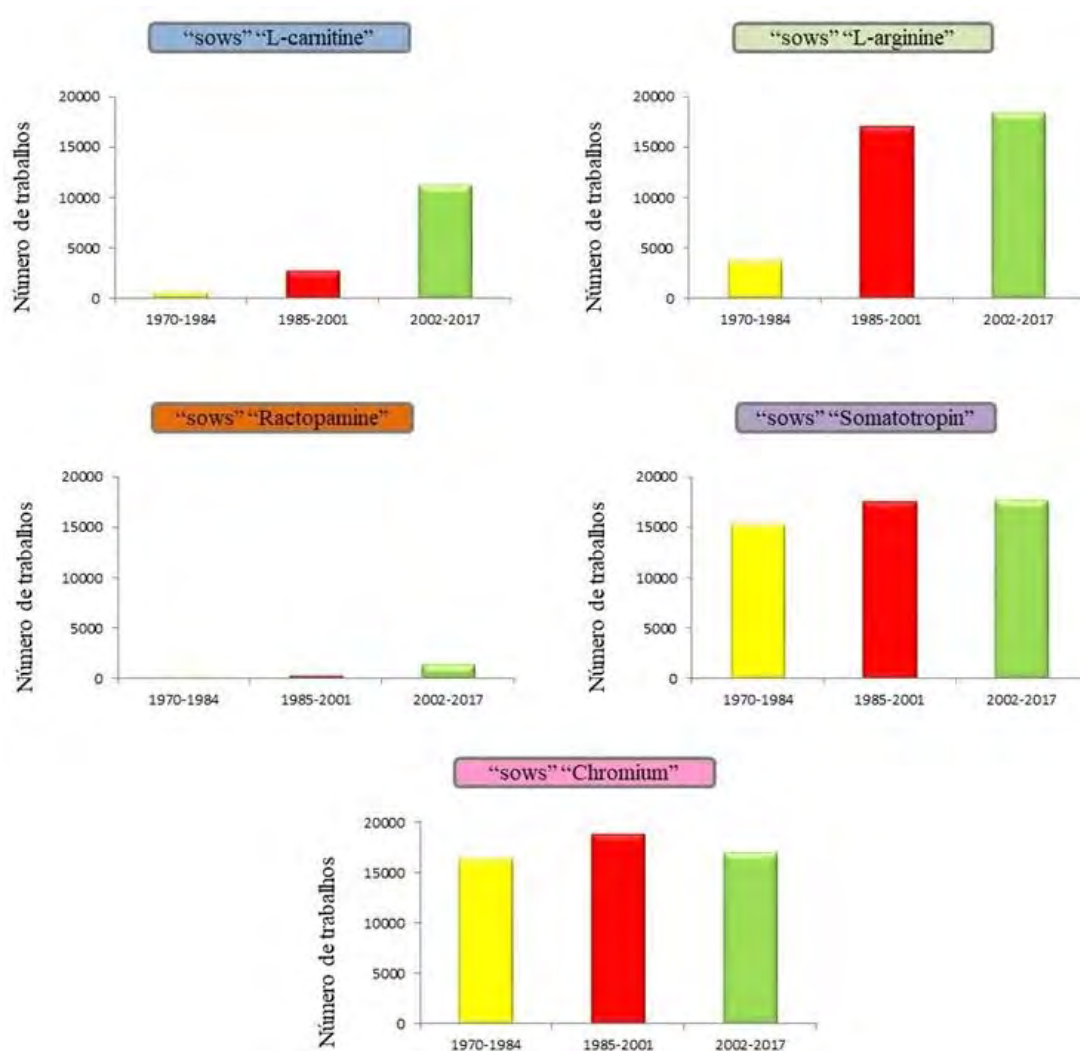 “sows” “L-carnitine”
Número de trabalhos
20000
15000
10000
5000
0
1970-1984 1985-2001 2002-2017
“sows” “L-arginine”
Número de trabalhos
20000
15000
10000
5000
0
1970-1984 1985-2001 2002-2017
“sows” “Ractopamine”
Número de trabalhos
20000
15000
10000
5000
0
1970-1984 1985-2001 2002-2017
“sows” “Somatotropin”
Número de trabalhos
20000
15000
10000
5000
0
1970-1984 1985-2001 2002-2017
“sows” “Chromium”
Número de trabalhos
20000
15000
10000
5000
0
1970-1984 1985-2001 2002-2017